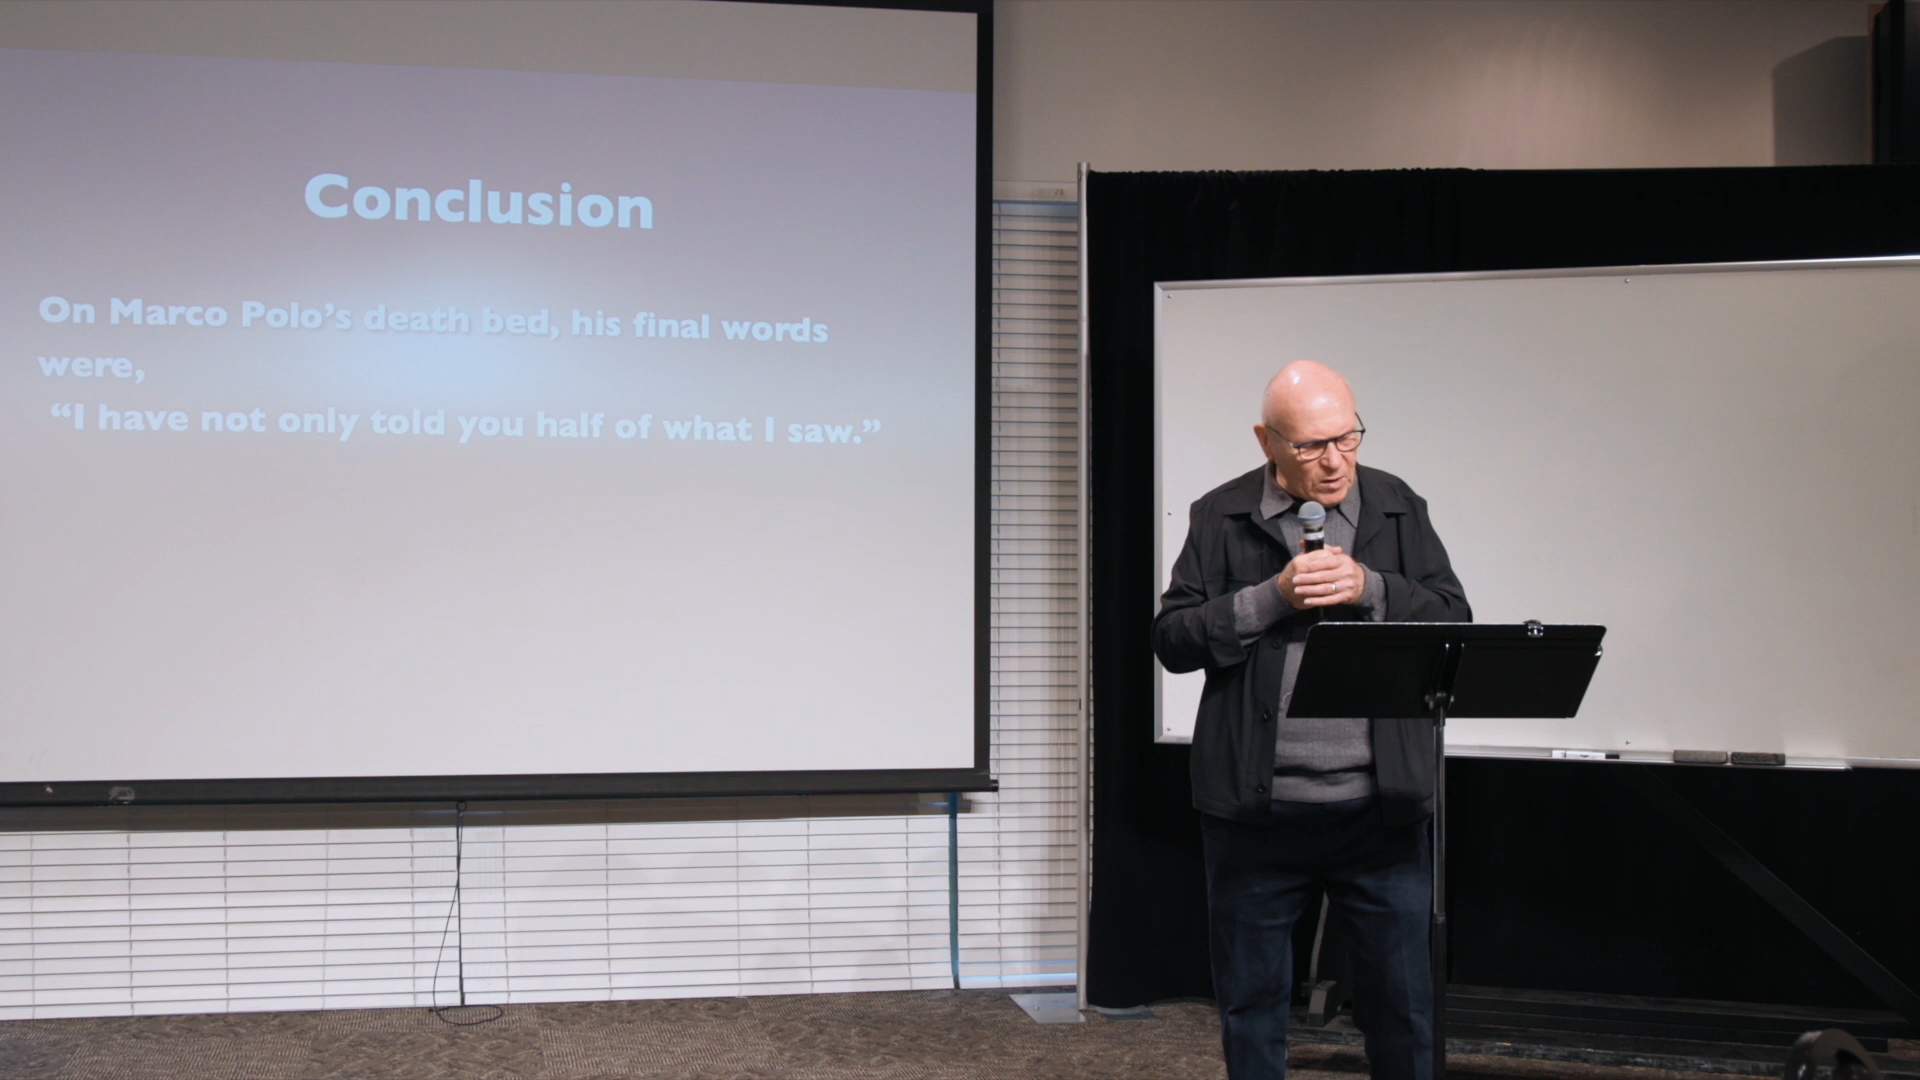 Conclusion
On Marco Polo’s death bed, his final words
were,
“I have not only told you half of what I saw.”